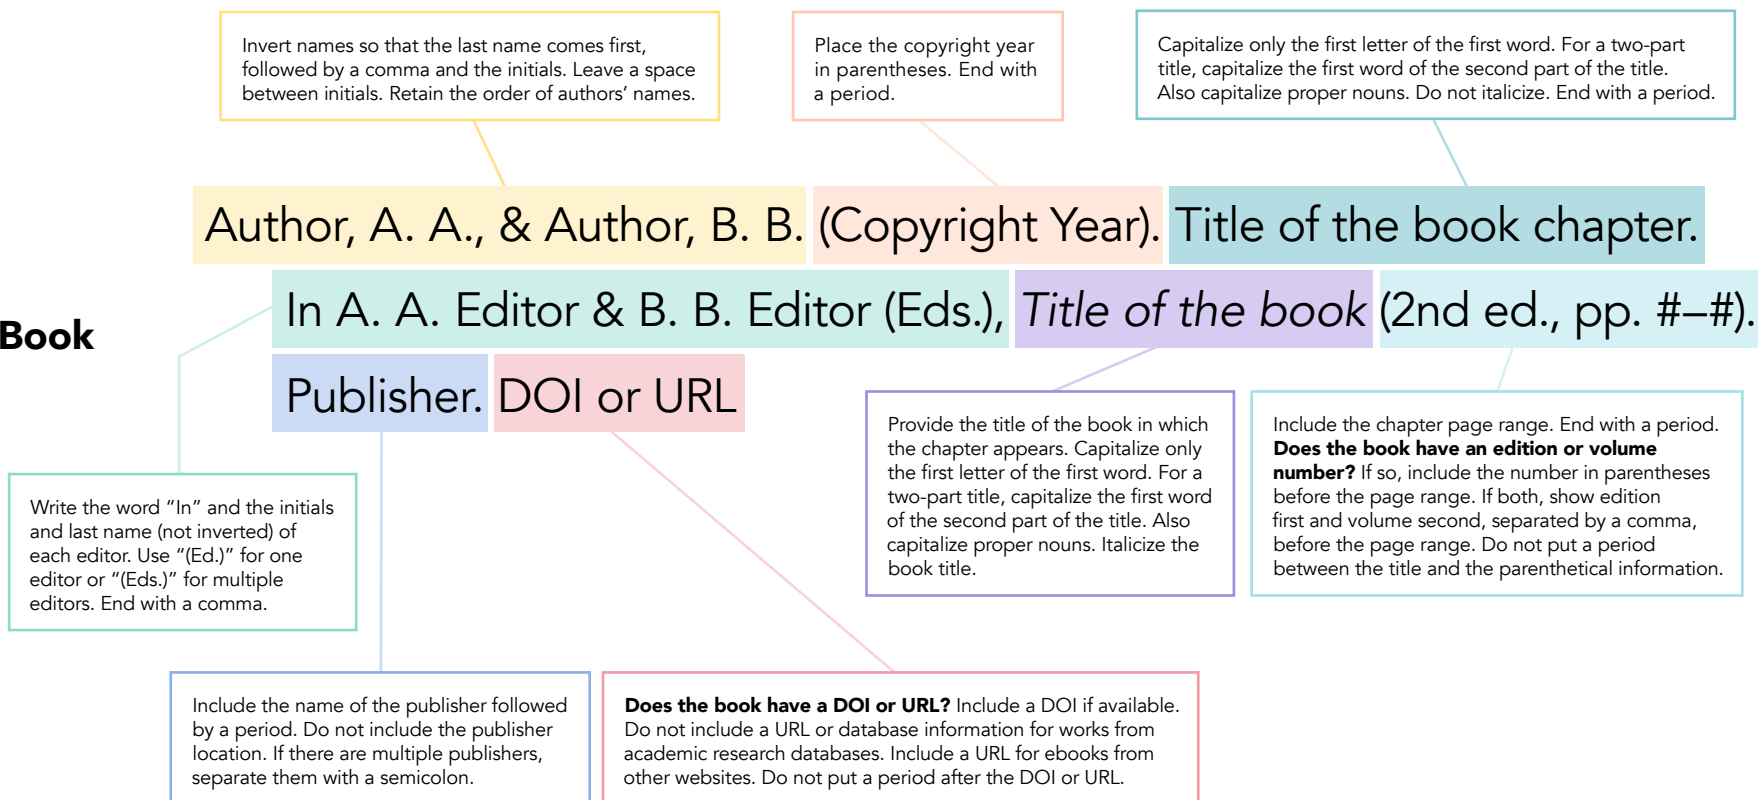 Invert names so that the last name comes first,
followed by a comma and the initials. Leave a space
between initials. Retain the order of authors’ names.
Place the copyright year
in parentheses. End with
a period.
Capitalize only the first letter of the first word. For a two-part
title, capitalize the first word of the second part of the title.
Also capitalize proper nouns. Do not italicize. End with a period.
Author, A. A., & Author, B. B. (Copyright Year). Title of the book chapter.
In A. A. Editor & B. B. Editor (Eds.), Title of the book (2nd ed., pp. #–#).
Book
Publisher. DOI or URL
Write the word “In” and the initials
and last name (not inverted) of
each editor. Use “(Ed.)” for one
editor or “(Eds.)” for multiple
editors. End with a comma.
Provide the title of the book in which
the chapter appears. Capitalize only
the first letter of the first word. For a
two-part title, capitalize the first word
of the second part of the title. Also
capitalize proper nouns. Italicize the
book title.
Include the chapter page range. End with a period.
Does the book have an edition or volume
number? If so, include the number in parentheses
before the page range. If both, show edition
first and volume second, separated by a comma,
before the page range. Do not put a period
between the title and the parenthetical information.
Include the name of the publisher followed
by a period. Do not include the publisher
location. If there are multiple publishers,
separate them with a semicolon.
Does the book have a DOI or URL? Include a DOI if available.
Do not include a URL or database information for works from
academic research databases. Include a URL for ebooks from
other websites. Do not put a period after the DOI or URL.